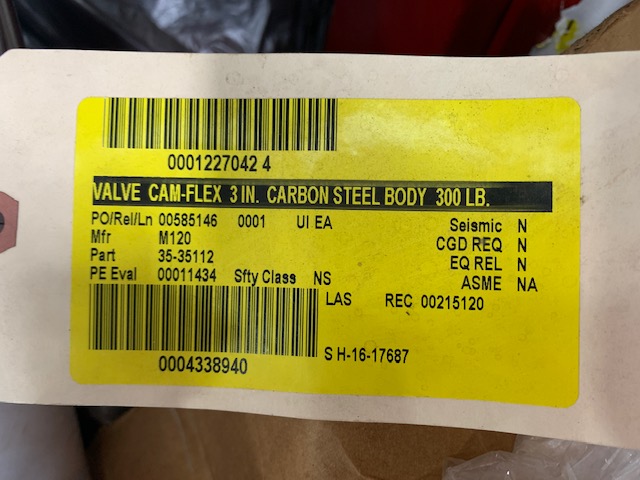 0001227042 4
VALVE CAM-FLEX 3 IN. CARBON STEEL BODY 300 LB.
PO/Rel/Ln 00585146 0001 UI EA Seismic N
Mfr M120 CGD REQ N
Part 35-35112 EQ REL N
PE Eval 00011434 Sfty Class NS ASME NA
LAS REC 00215120
S H-16-17687
0004338940